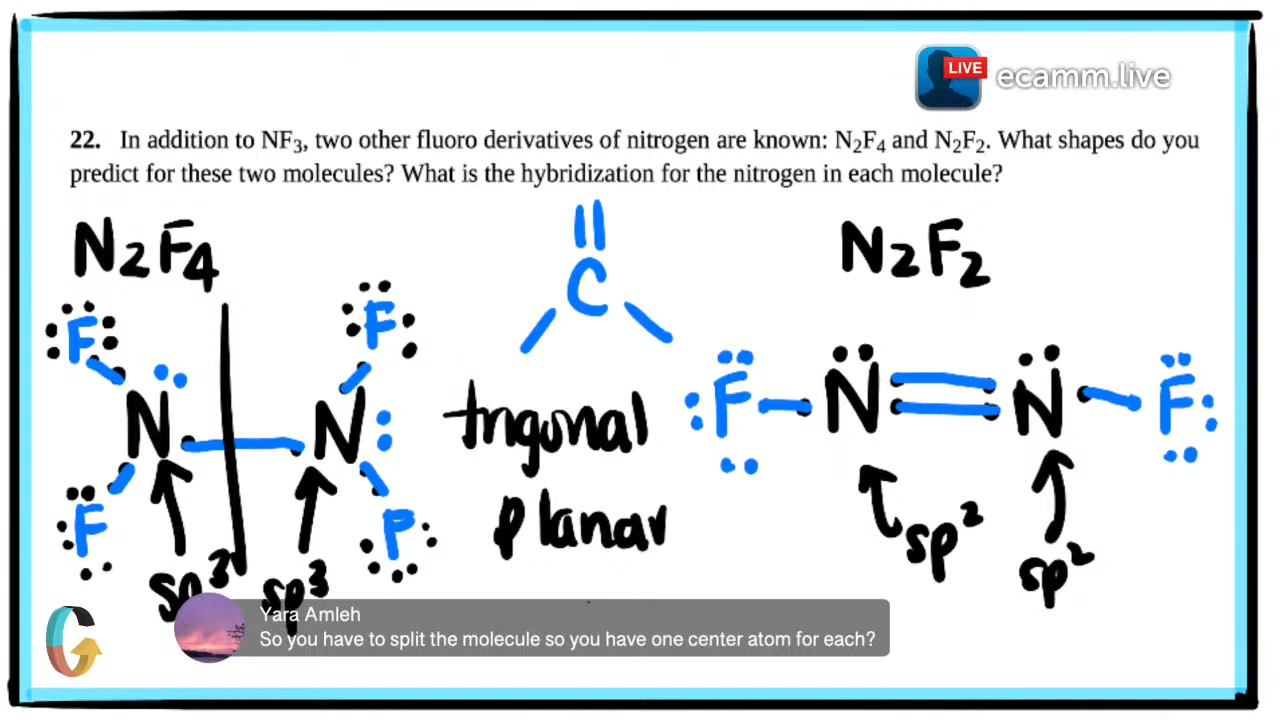 LIVE ecamm.live
22. In addition to NF3, two other fluoro derivatives of nitrogen are known: N2F4 and N2F2. What shapes do you
predict for these two molecules? What is the hybridization for the nitrogen in each molecule?
N2F4
N2F2
C
F
F
N
N
F
F
sp3
sp3
trigonal
planar
F
N
N
F
sp2
sp2
Yara Amleh
So you have to split the molecule so you have one center atom for each?